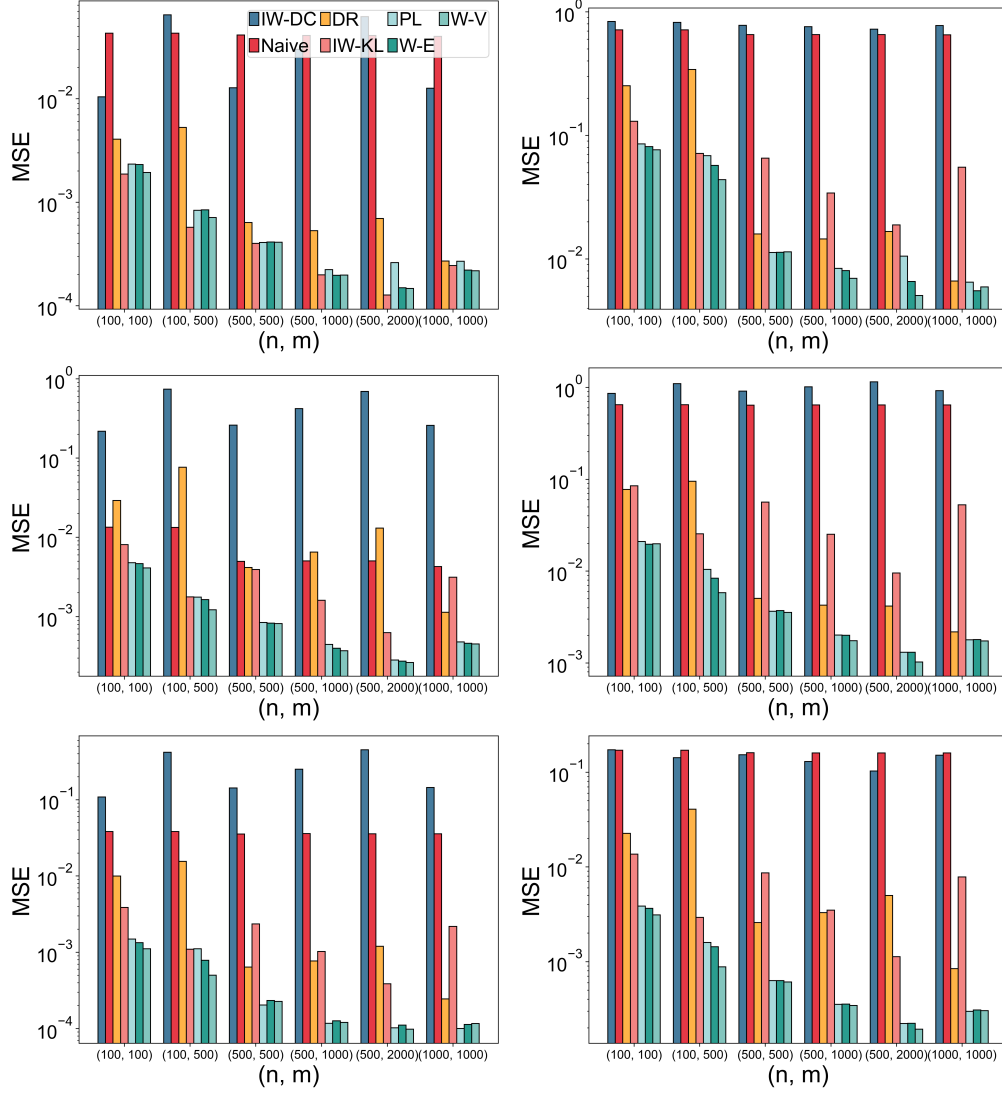 IW-DC DR PL W-V
Naive IW-KL W-E
MSE
10^-2
10^-3
10^-4
(100, 100) (100, 500) (500, 500) (500, 1000) (500, 2000) (1000, 1000)
(n, m)
MSE
10^0
10^-1
10^-2
(100, 100) (100, 500) (500, 500) (500, 1000) (500, 2000) (1000, 1000)
(n, m)
MSE
10^0
10^-1
10^-2
10^-3
(100, 100) (100, 500) (500, 500) (500, 1000) (500, 2000) (1000, 1000)
(n, m)
MSE
10^0
10^-1
10^-2
10^-3
(100, 100) (100, 500) (500, 500) (500, 1000) (500, 2000) (1000, 1000)
(n, m)
MSE
10^-1
10^-2
10^-3
10^-4
(100, 100) (100, 500) (500, 500) (500, 1000) (500, 2000) (1000, 1000)
(n, m)
MSE
10^-1
10^-2
10^-3
(100, 100) (100, 500) (500, 500) (500, 1000) (500, 2000) (1000, 1000)
(n, m)